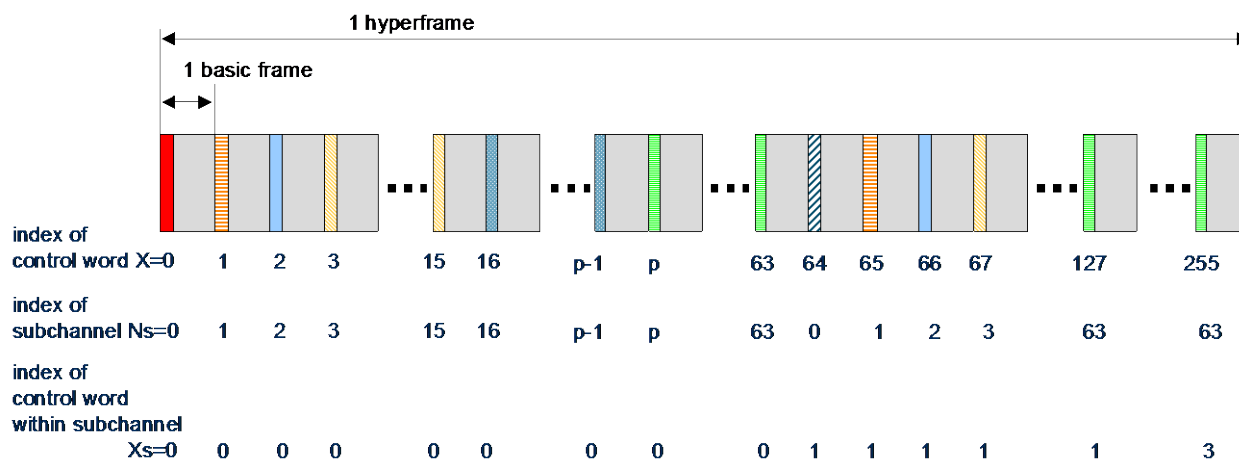 1 hyperframe
1 basic frame
index of
control word X=0 1 2 3 15 16 p-1 p 63 64 65 66 67 127 255
index of
subchannel Ns=0 1 2 3 15 16 p-1 p 63 0 1 2 3 63 63
index of
control word
within subchannel
Xs=0 0 0 0 0 0 0 0 0 1 1 1 1 1 3